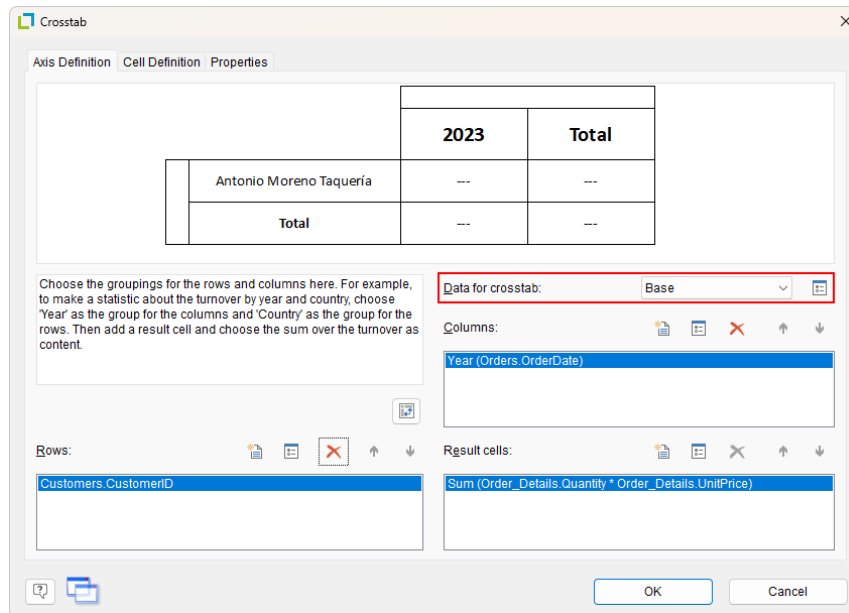 Crosstab
Axis Definition Cell Definition Properties
2023 Total
Antonio Moreno Taquería --- ---
Total --- ---
Choose the groupings for the rows and columns here. For example,
to make a statistic about the turnover by year and country, choose
'Year' as the group for the columns and 'Country' as the group for the
rows. Then add a result cell and choose the sum over the turnover as
content.
Data for crosstab: Base
Columns:
Year (Orders.OrderDate)
Rows:
Customers.CustomerID
Result cells:
Sum (Order_Details.Quantity * Order_Details.UnitPrice)
OK Cancel